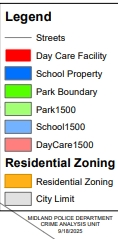 Legend
Streets
Day Care Facility
School Property
Park Boundary
Park1500
School1500
DayCare1500
Residential Zoning
Residential Zoning
City Limit
MIDLAND POLICE DEPARTMENT
CRIME ANALYSIS UNIT
9/18/2025